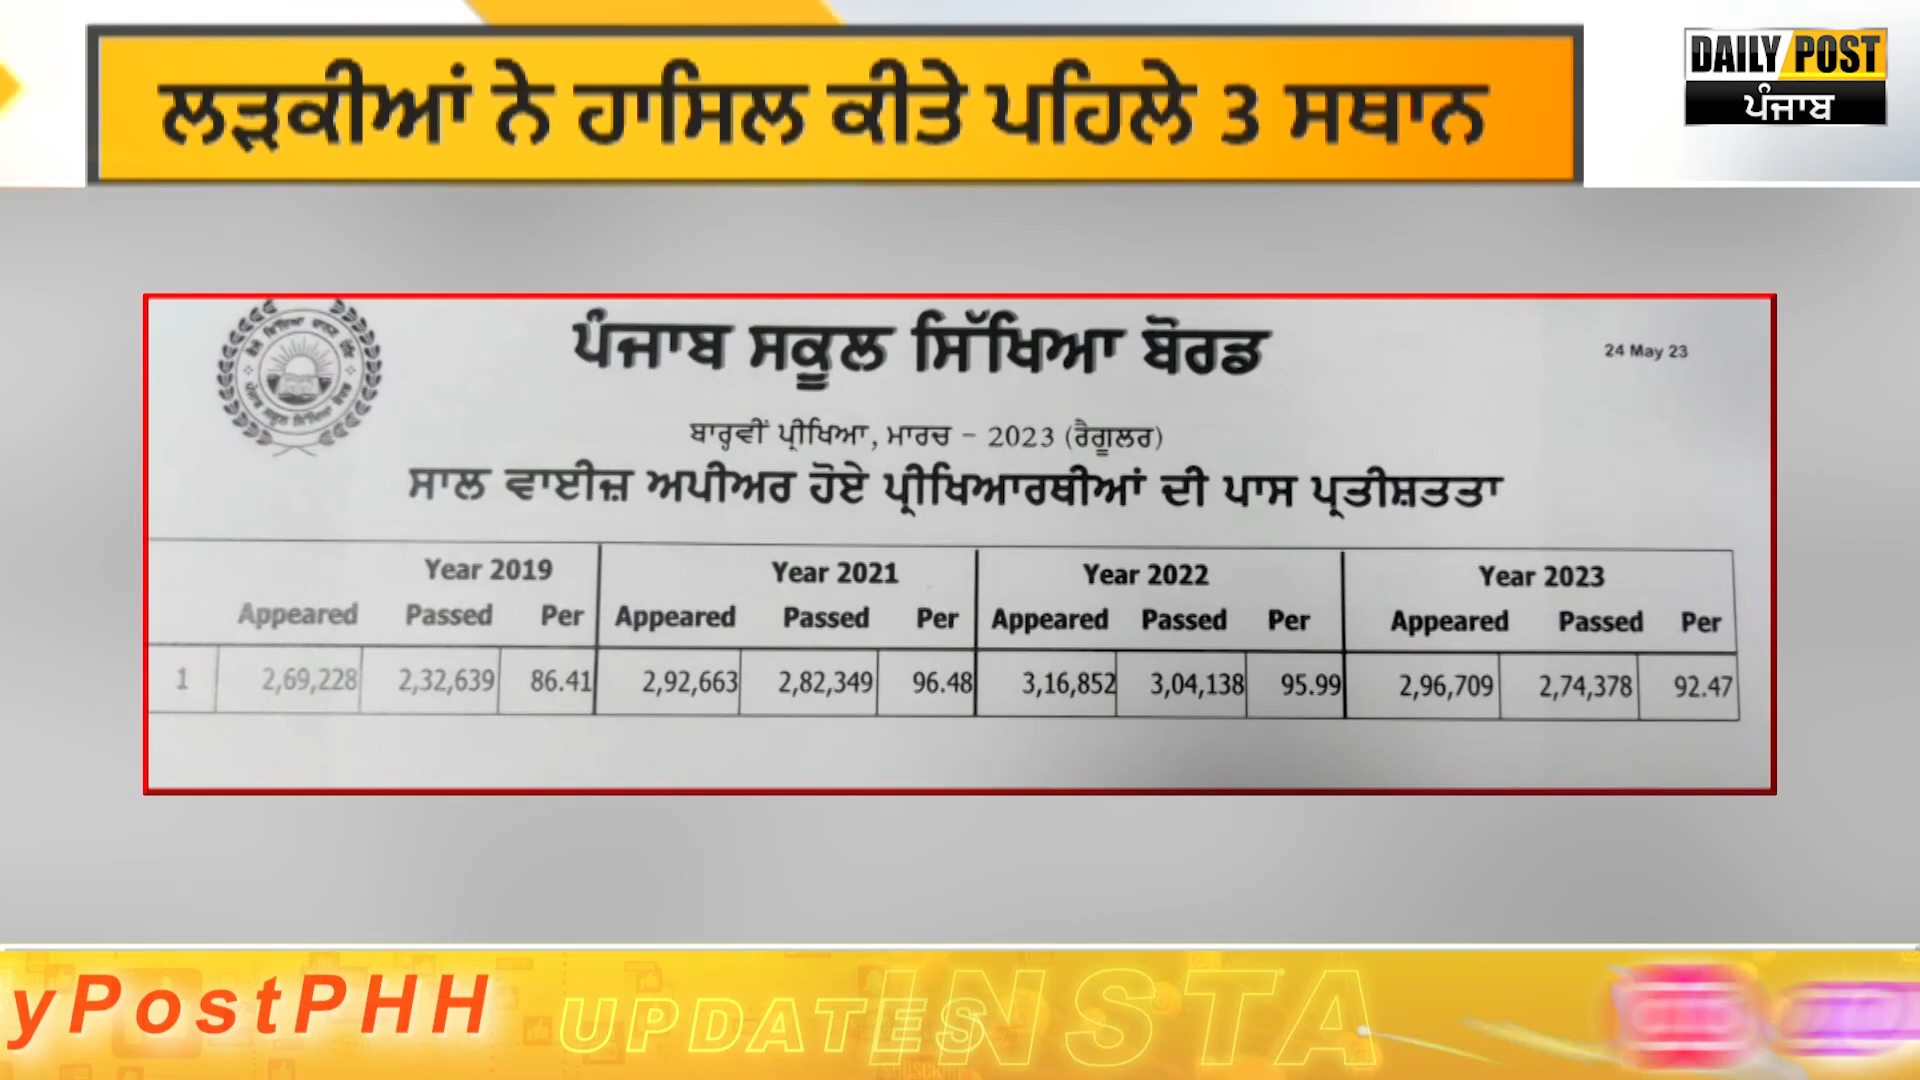 ਲੜਕੀਆਂ ਨੇ ਹਾਸਿਲ ਕੀਤੇ ਪਹਿਲੇ 3 ਸਥਾਨ
DAILY POST
ਪੰਜਾਬ
ਪੰਜਾਬ ਸਕੂਲ ਸਿੱਖਿਆ ਬੋਰਡ
24 May 23
ਬਾਰ੍ਹਵੀਂ ਪ੍ਰੀਖਿਆ, ਮਾਰਚ - 2023 (ਰੈਗੂਲਰ)
ਸਾਲ ਵਾਈਜ਼ ਅਪੀਅਰ ਹੋਏ ਪ੍ਰੀਖਿਆਰਥੀਆਂ ਦੀ ਪਾਸ ਪ੍ਰਤੀਸ਼ਤਤਾ
Year 2019 Year 2021 Year 2022 Year 2023
Appeared Passed Per Appeared Passed Per Appeared Passed Per Appeared Passed Per
1 2,69,228 2,32,639 86.41 2,92,663 2,82,349 96.48 3,16,852 3,04,138 95.99 2,96,709 2,74,378 92.47
yPostPHH
UPDATES
INSTA